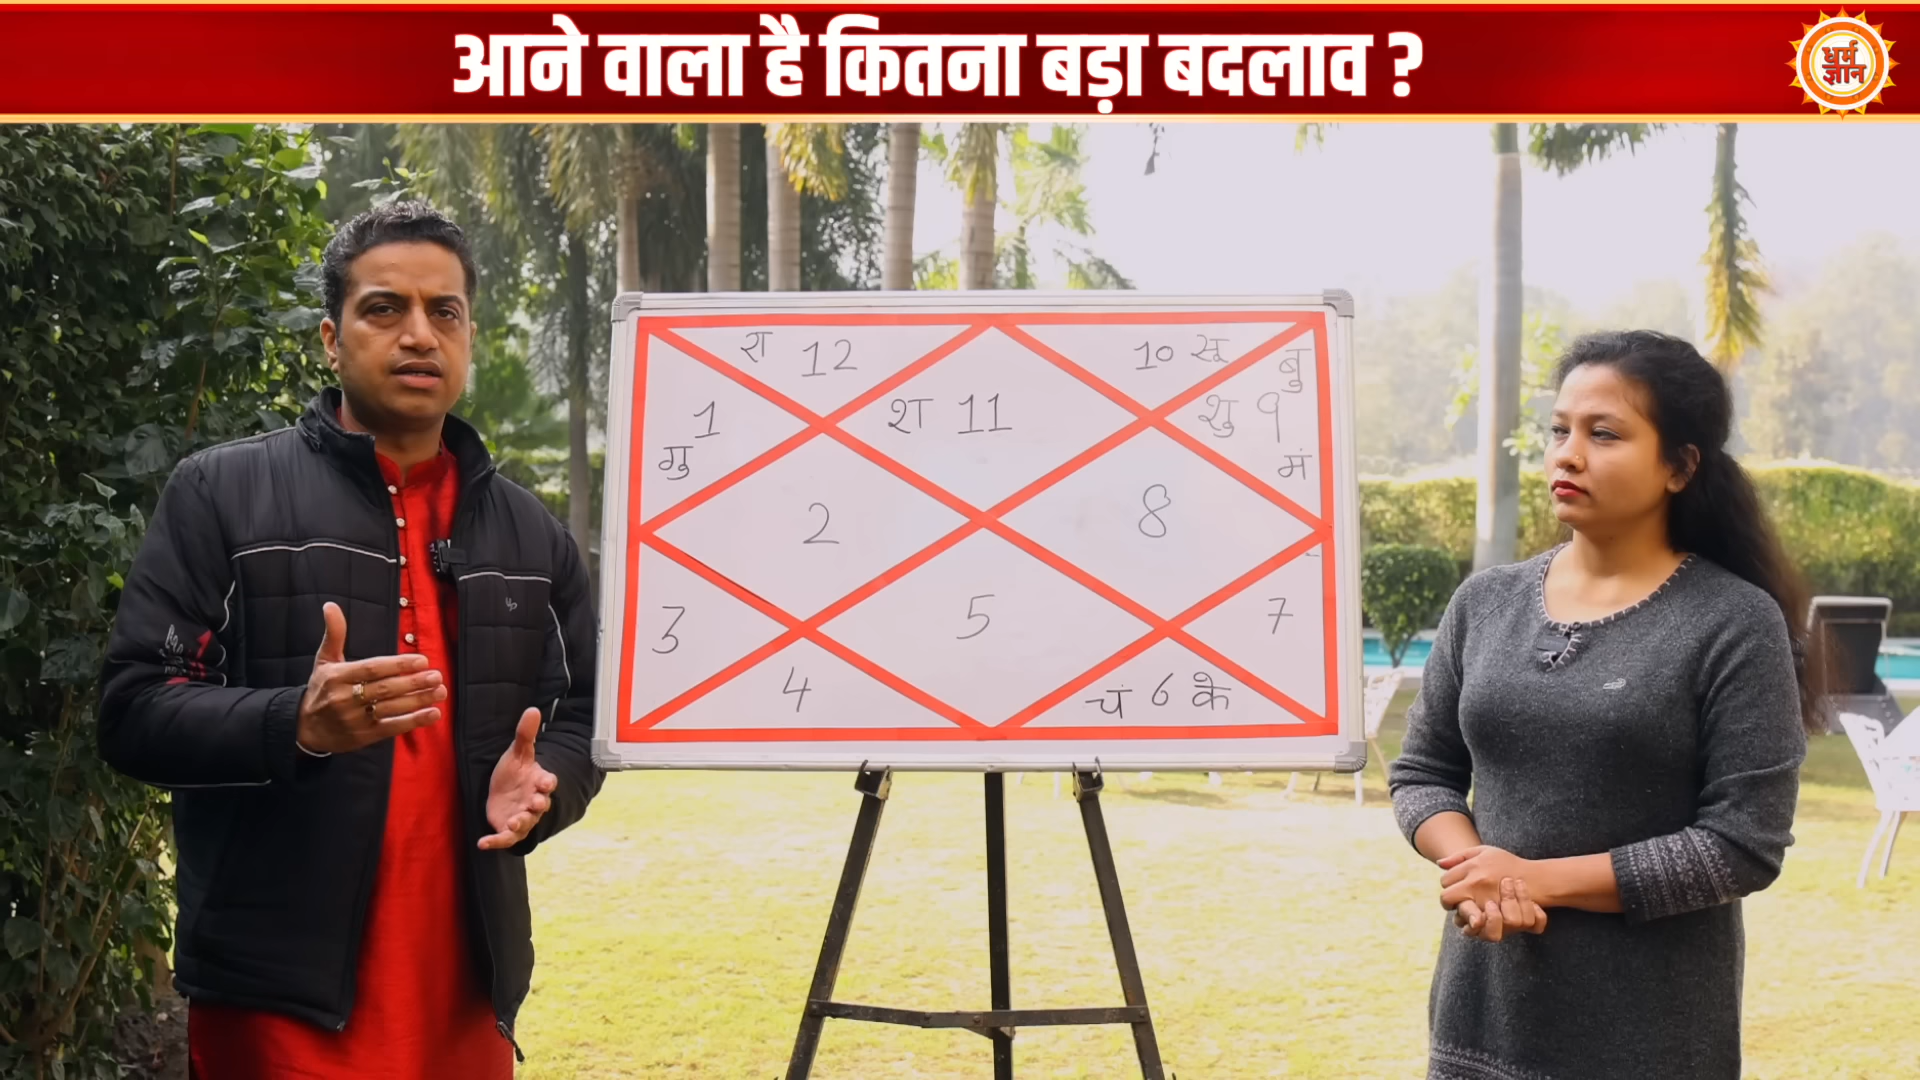 आने वाला है कितना बड़ा बदलाव ?
धर्म
ज्ञान
रा 12
10 सू
बु
1
श 11
शु 9
गु
मं
2
8
3
5
7
4
चं 6 के